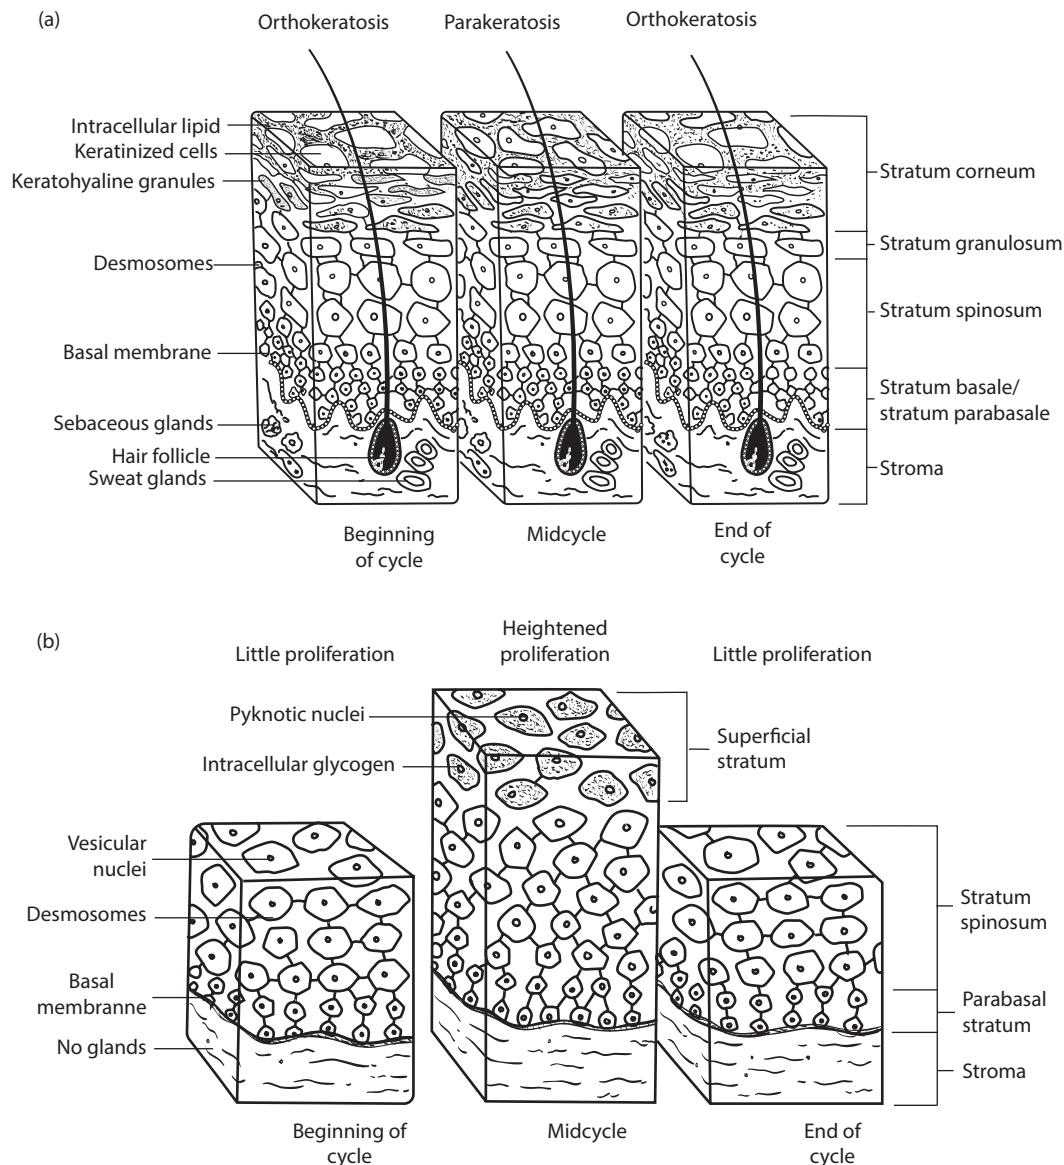 (a)
Orthokeratosis
Parakeratosis
Orthokeratosis
Intracellular lipid
Keratinized cells
Keratohyaline granules
Desmosomes
Basal membrane
Sebaceous glands
Hair follicle
Sweat glands
Stratum corneum
Stratum granulosum
Stratum spinosum
Stratum basale/
stratum parabasale
Stroma
Beginning
of cycle
Midcycle
End of
cycle
(b)
Little proliferation
Heightened
proliferation
Little proliferation
Pyknotic nuclei
Intracellular glycogen
Superficial
stratum
Vesicular
nuclei
Desmosomes
Basal
membranne
No glands
Stratum
spinosum
Parabasal
stratum
Stroma
Beginning of
cycle
Midcycle
End of
cycle